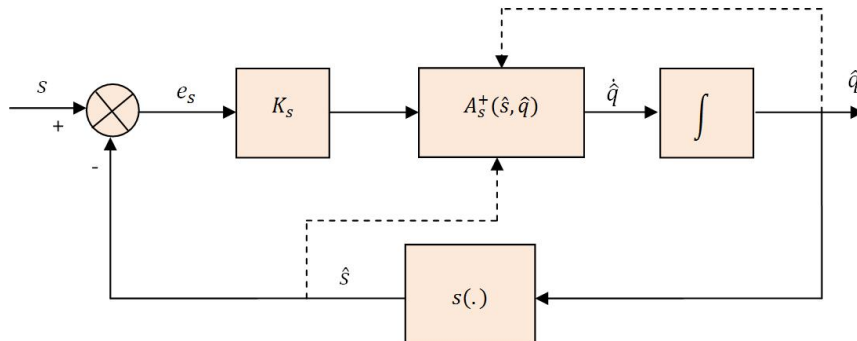 s
+
-
e_s
K_s
A_s^+(ŝ, q̂)
q̂̇
∫
q̂
ŝ
s(.)